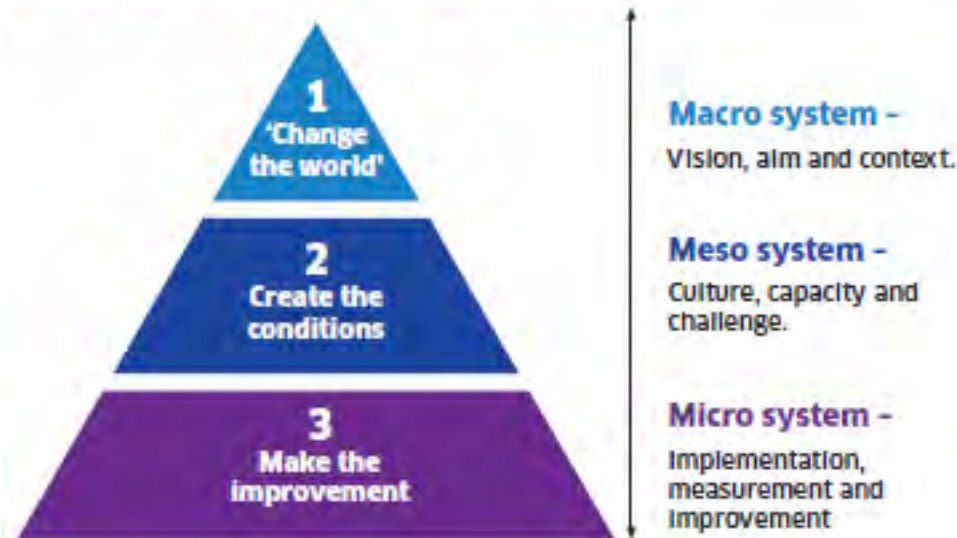 1
'Change
the world'
2
Create the
conditions
3
Make the
improvement
Macro system –
Vision, aim and context.
Meso system –
Culture, capacity and
challenge.
Micro system –
Implementation,
measurement and
improvement